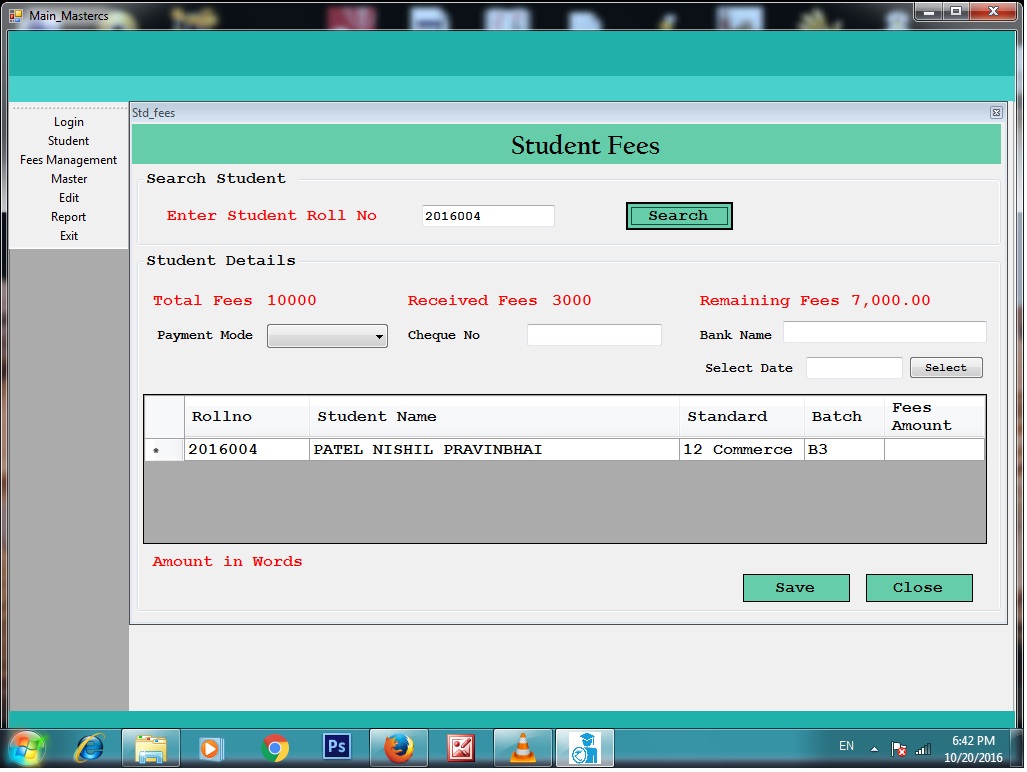 Main_Mastercs
Login
Student
Fees Management
Master
Edit
Report
Exit
Std_fees
Student Fees
Search Student
Enter Student Roll No 2016004 Search
Student Details
Total Fees 10000 Received Fees 3000 Remaining Fees 7,000.00
Payment Mode Cheque No Bank Name
Select Date Select
Rollno Student Name Standard Batch Fees Amount
* 2016004 PATEL NISHIL PRAVINBHAI 12 Commerce B3
Amount in Words
Save Close
Ps
EN 6:42 PM
10/20/2016